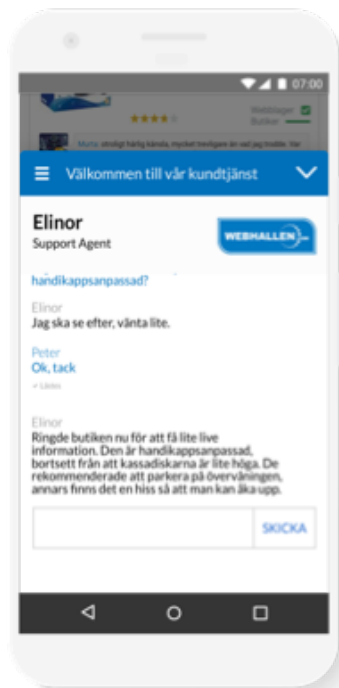 07:00
Weblager
Butiker
Välkommen till vår kundtjänst
Elinor
Support Agent
WEBHALLEN
handikappsanpassad?
Elinor
Jag ska se efter, vänta lite.
Peter
Ok, tack
✓ Lästes
Elinor
Ringde butiken nu för att få lite live
information. Den är handikappsanpassad,
bortsett från att kassadiskarna är lite höga. De
rekommenderade att parkera på övervåningen,
annars finns det en hiss så att man kan åka upp.
SKICKA